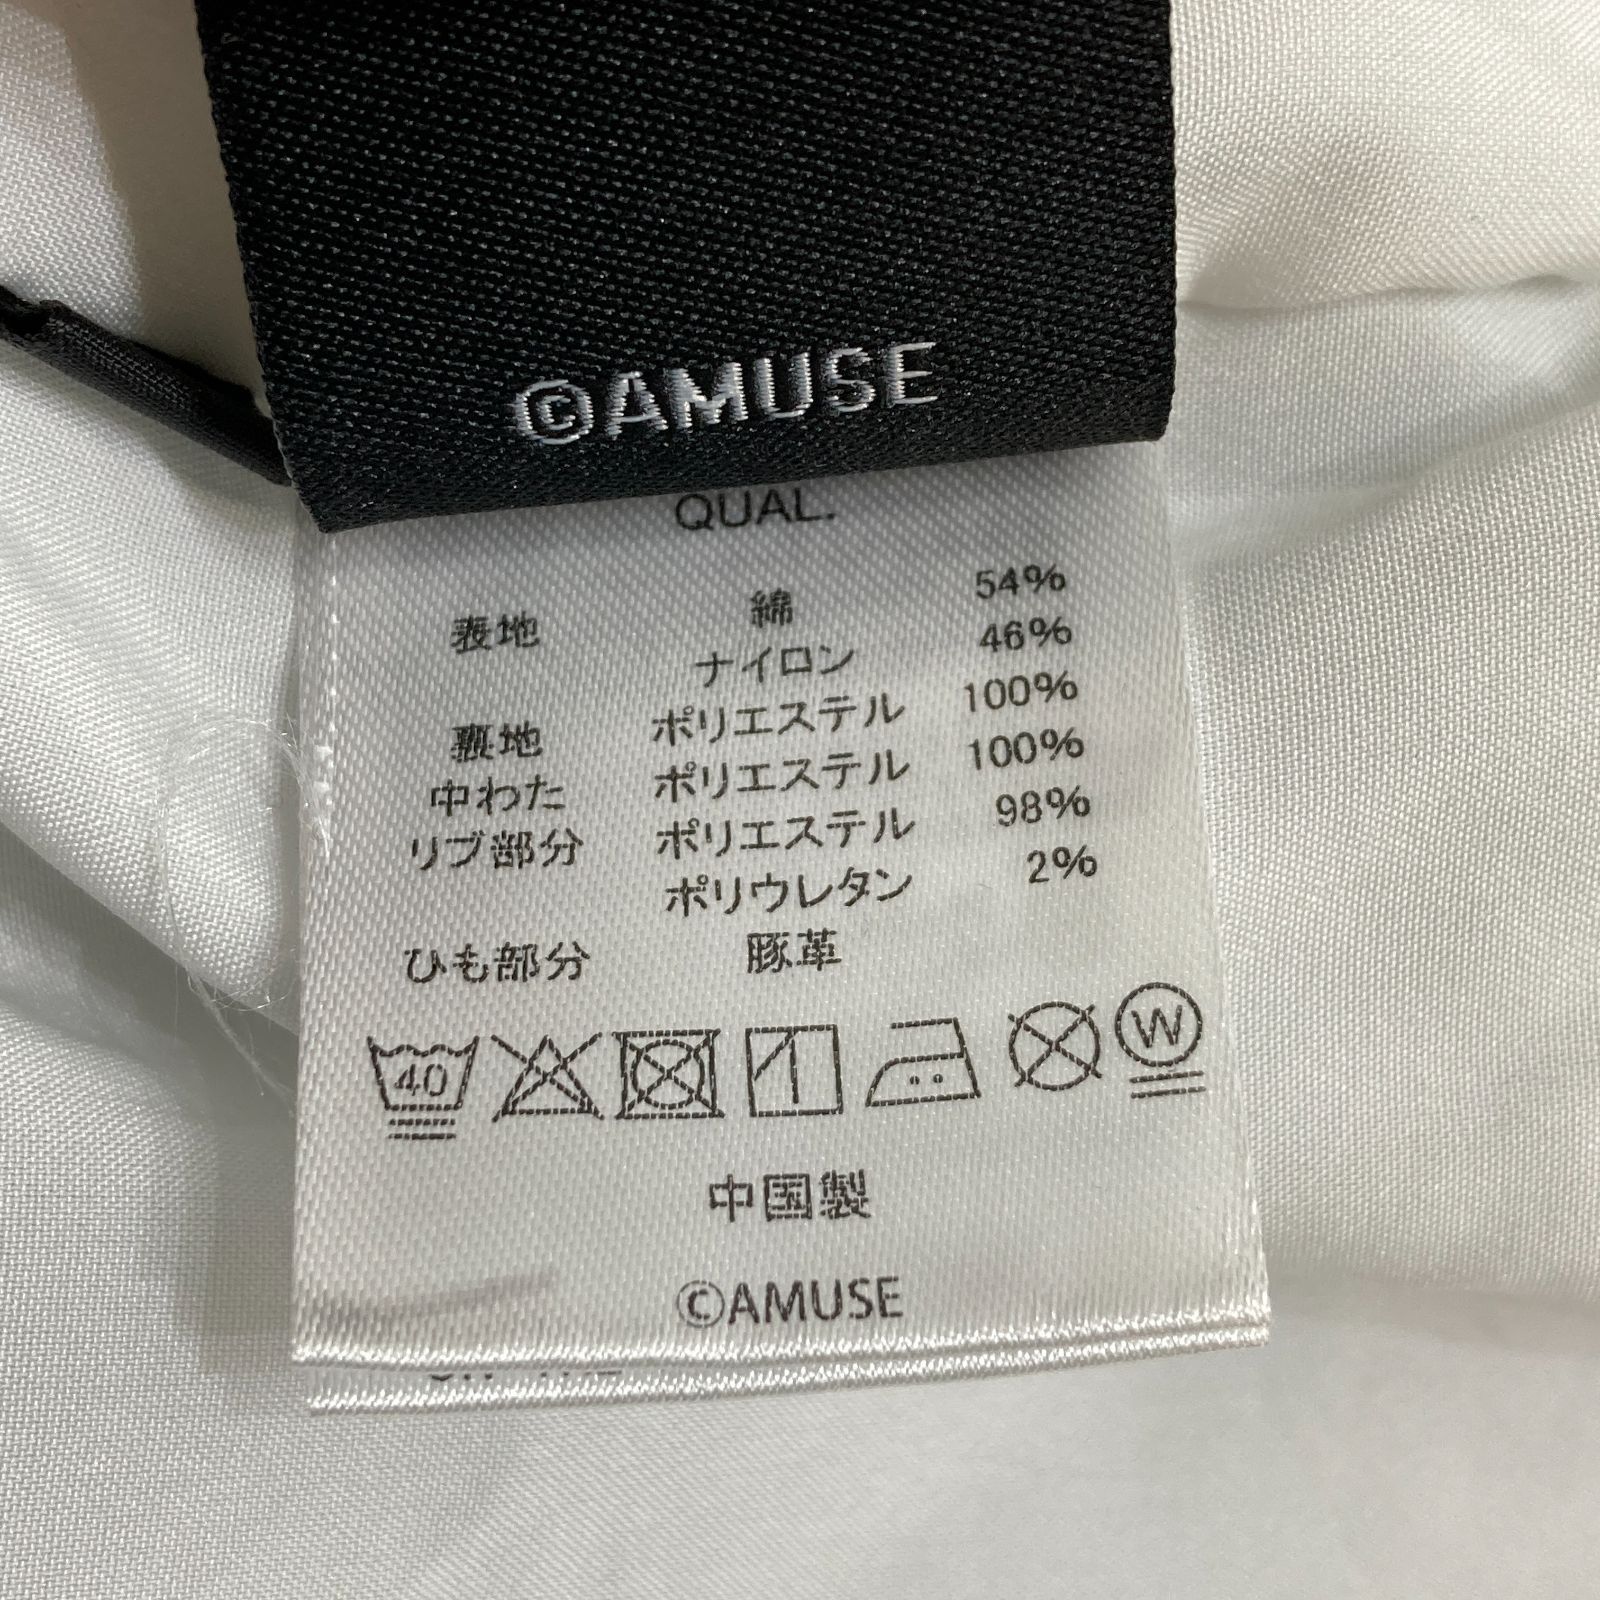 ©AMUSE
QUAL.
表地 綿 54%
ナイロン 46%
裏地 ポリエステル 100%
中わた ポリエステル 100%
リブ部分 ポリエステル 98%
ポリウレタン 2%
ひも部分 豚革
40 W
中国製
©AMUSE